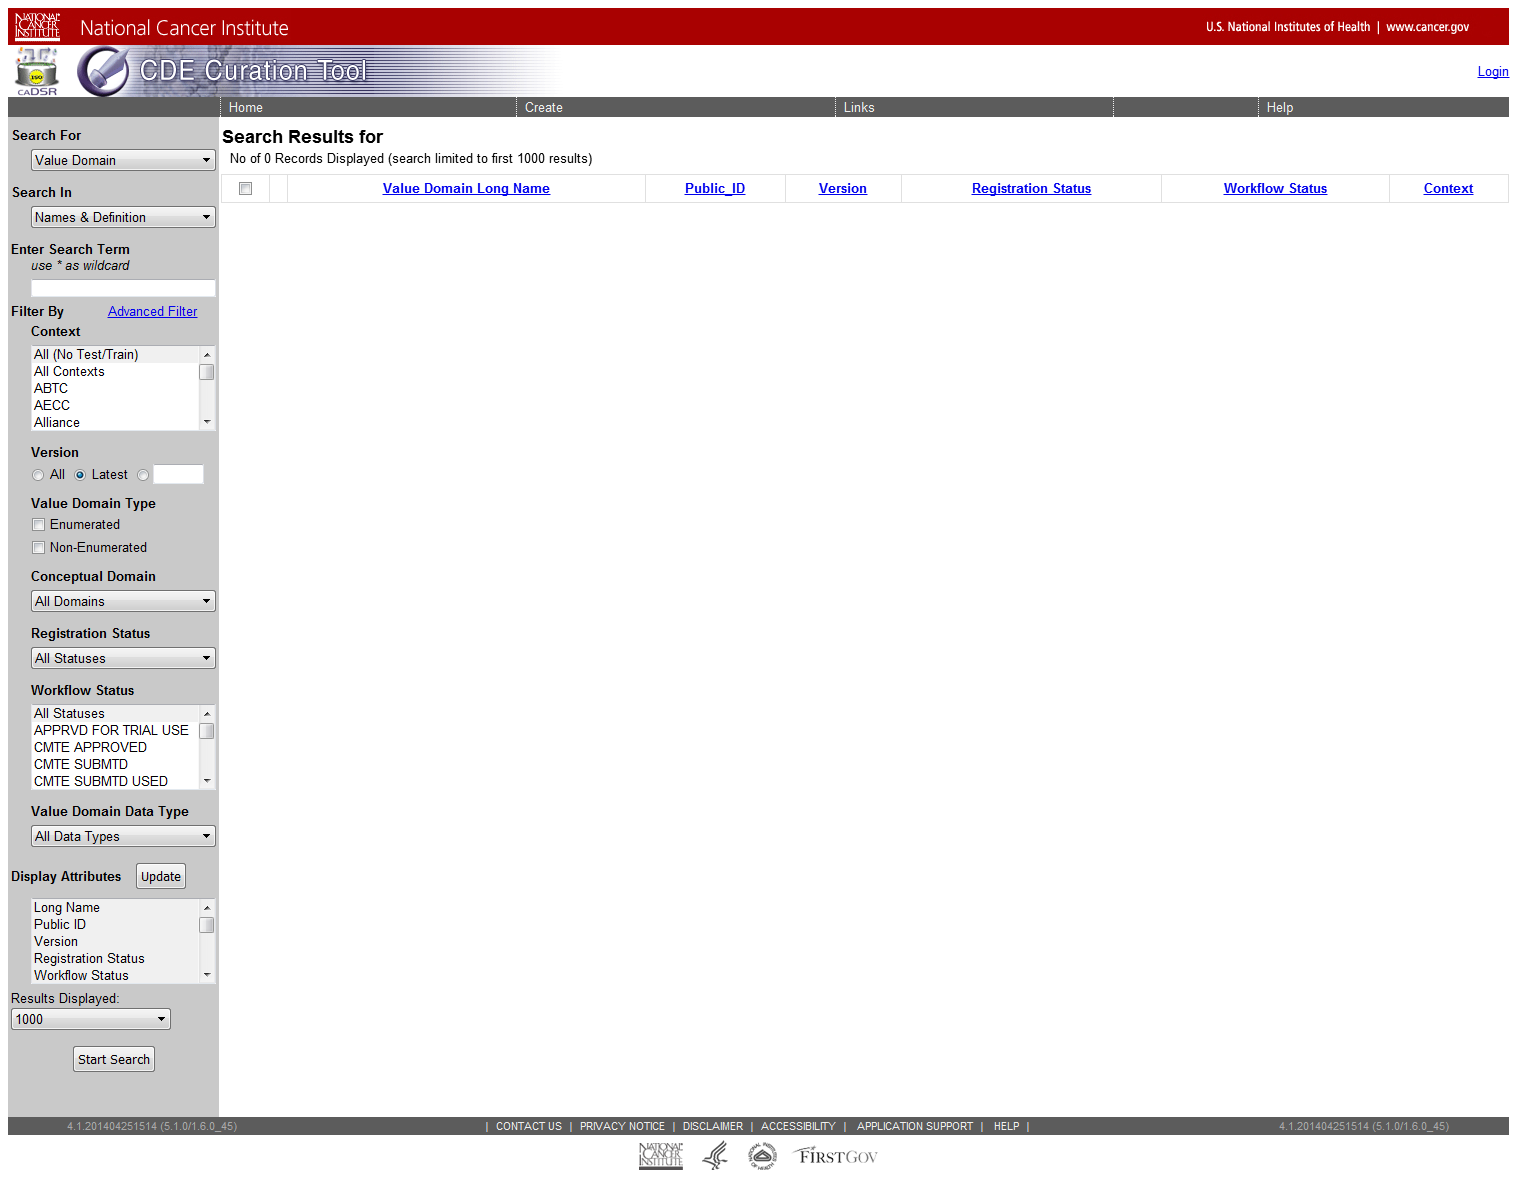 NATIONAL CANCER INSTITUTE National Cancer Institute U.S. National Institutes of Health | www.cancer.gov
ISO
caDSR
CDE Curation Tool
Login
Home Create Links Help
Search For
Value Domain
Search In
Names & Definition
Enter Search Term
use * as wildcard
Filter By Advanced Filter
Context
All (No Test/Train)
All Contexts
ABTC
AECC
Alliance
Version
All Latest
Value Domain Type
Enumerated
Non-Enumerated
Conceptual Domain
All Domains
Registration Status
All Statuses
Workflow Status
All Statuses
APPRVD FOR TRIAL USE
CMTE APPROVED
CMTE SUBMTD
CMTE SUBMTD USED
Value Domain Data Type
All Data Types
Display Attributes Update
Long Name
Public ID
Version
Registration Status
Workflow Status
Results Displayed:
1000
Start Search
Search Results for
No of 0 Records Displayed (search limited to first 1000 results)
Value Domain Long Name Public_ID Version Registration Status Workflow Status Context
4.1.201404251514 (5.1.0/1.6.0_45) | CONTACT US | PRIVACY NOTICE | DISCLAIMER | ACCESSIBILITY | APPLICATION SUPPORT | HELP | 4.1.201404251514 (5.1.0/1.6.0_45)
NATIONAL CANCER INSTITUTE FIRSTGOV